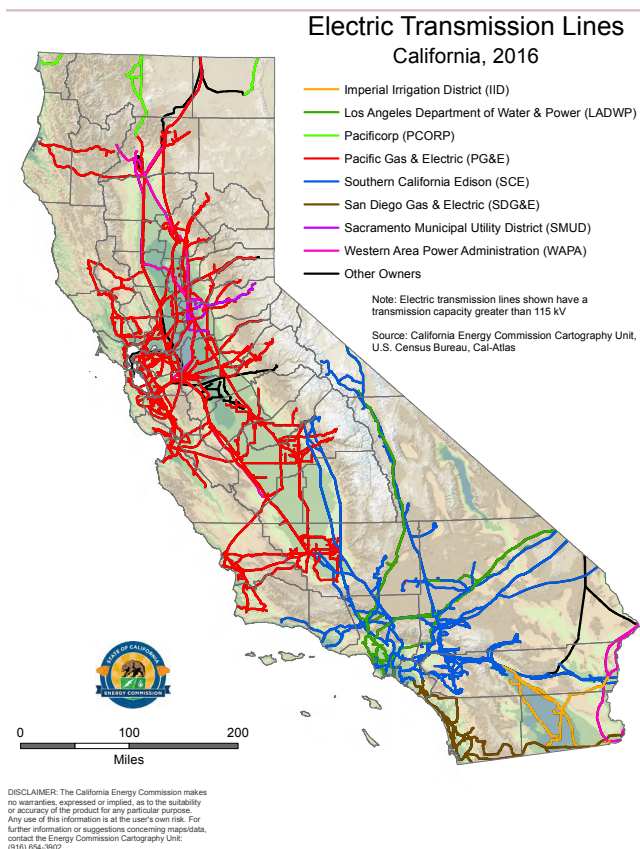 Electric Transmission Lines
California, 2016
Imperial Irrigation District (IID)
Los Angeles Department of Water & Power (LADWP)
Pacificorp (PCORP)
Pacific Gas & Electric (PG&E)
Southern California Edison (SCE)
San Diego Gas & Electric (SDG&E)
Sacramento Municipal Utility District (SMUD)
Western Area Power Administration (WAPA)
Other Owners
Note: Electric transmission lines shown have a
transmission capacity greater than 115 kV
Source: California Energy Commission Cartography Unit,
U.S. Census Bureau, Cal-Atlas
STATE OF CALIFORNIA
ENERGY COMMISSION
0 100 200
Miles
DISCLAIMER: The California Energy Commission makes
no warranties, expressed or implied, as to the suitability
or accuracy of the product for any particular purpose.
Any use of this information is at the user's own risk. For
further information or suggestions concerning maps/data,
contact the Energy Commission Cartography Unit:
(916) 654-3902